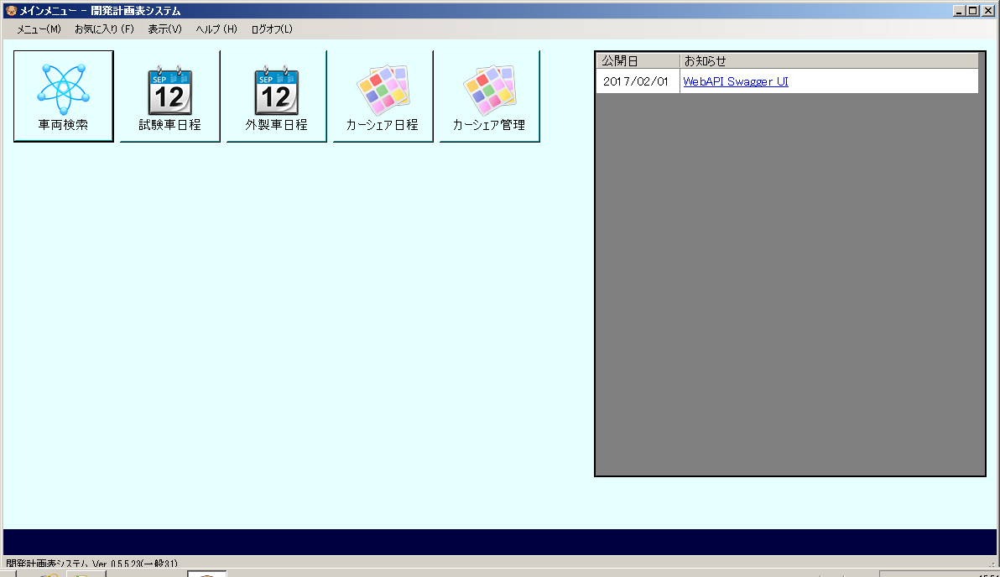 メインメニュー - 開発計画表システム
メニュー(M) お気に入り(F) 表示(V) ヘルプ(H) ログオフ(L)
SEP 12 車両検索 試験車日程
SEP 12 外製車日程
カーシェア日程
カーシェア管理
公開日 お知らせ
2017/02/01 WebAPI Swagger UI
開発計画表システム Ver 0.5.5.23(一般31)